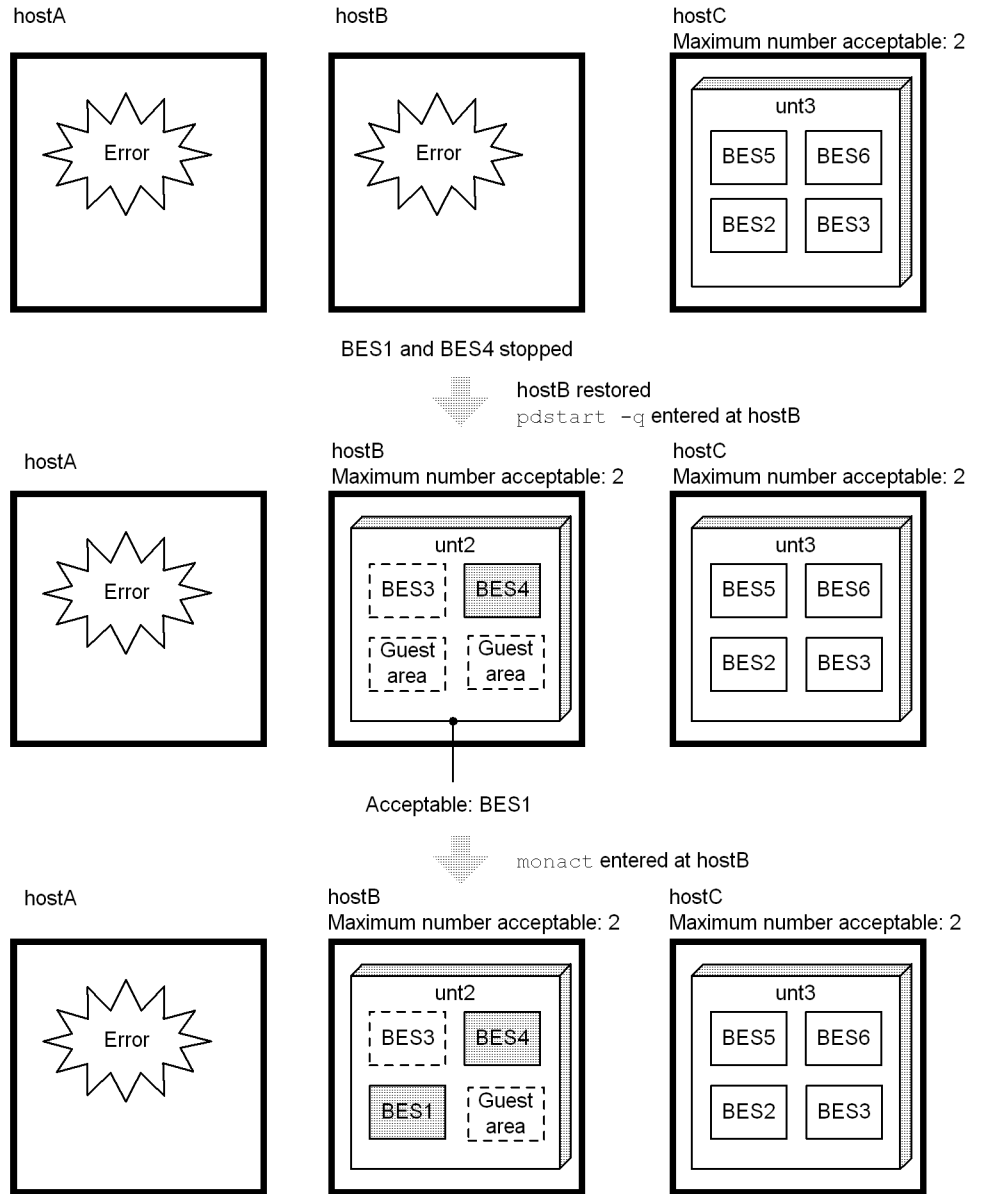 hostA
hostB
hostC
Maximum number acceptable: 2
Error
Error
unt3
BES5
BES6
BES2
BES3
BES1 and BES4 stopped
hostB restored
pdstart -q entered at hostB
hostA
hostB
Maximum number acceptable: 2
hostC
Maximum number acceptable: 2
Error
unt2
BES3
BES4
Guest
area
Guest
area
unt3
BES5
BES6
BES2
BES3
Acceptable: BES1
monact entered at hostB
hostA
hostB
Maximum number acceptable: 2
hostC
Maximum number acceptable: 2
Error
unt2
BES3
BES4
BES1
Guest
area
unt3
BES5
BES6
BES2
BES3